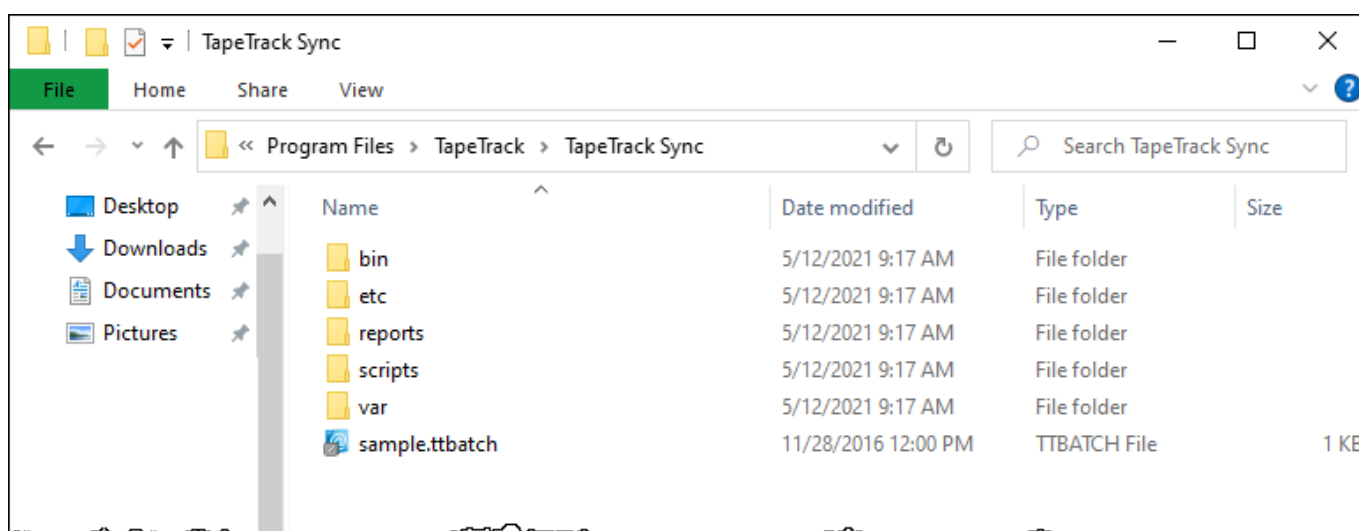 TapeTrack Sync
File Home Share View ?
« Program Files > TapeTrack > TapeTrack Sync Search TapeTrack Sync
Desktop
Downloads
Documents
Pictures
Name Date modified Type Size
bin 5/12/2021 9:17 AM File folder
etc 5/12/2021 9:17 AM File folder
reports 5/12/2021 9:17 AM File folder
scripts 5/12/2021 9:17 AM File folder
var 5/12/2021 9:17 AM File folder
sample.ttbatch 11/28/2016 12:00 PM TTBATCH File 1 KB